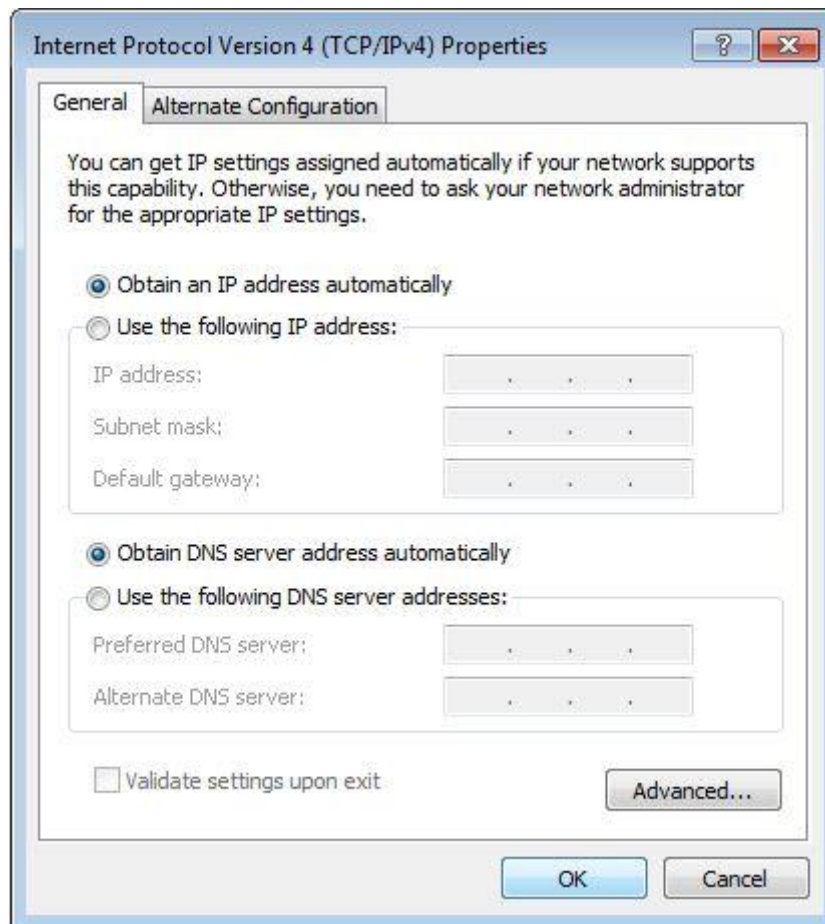 Internet Protocol Version 4 (TCP/IPv4) Properties
General
Alternate Configuration
You can get IP settings assigned automatically if your network supports
this capability. Otherwise, you need to ask your network administrator
for the appropriate IP settings.
Obtain an IP address automatically
Use the following IP address:
IP address:
Subnet mask:
Default gateway:
Obtain DNS server address automatically
Use the following DNS server addresses:
Preferred DNS server:
Alternate DNS server:
Validate settings upon exit
Advanced...
OK
Cancel